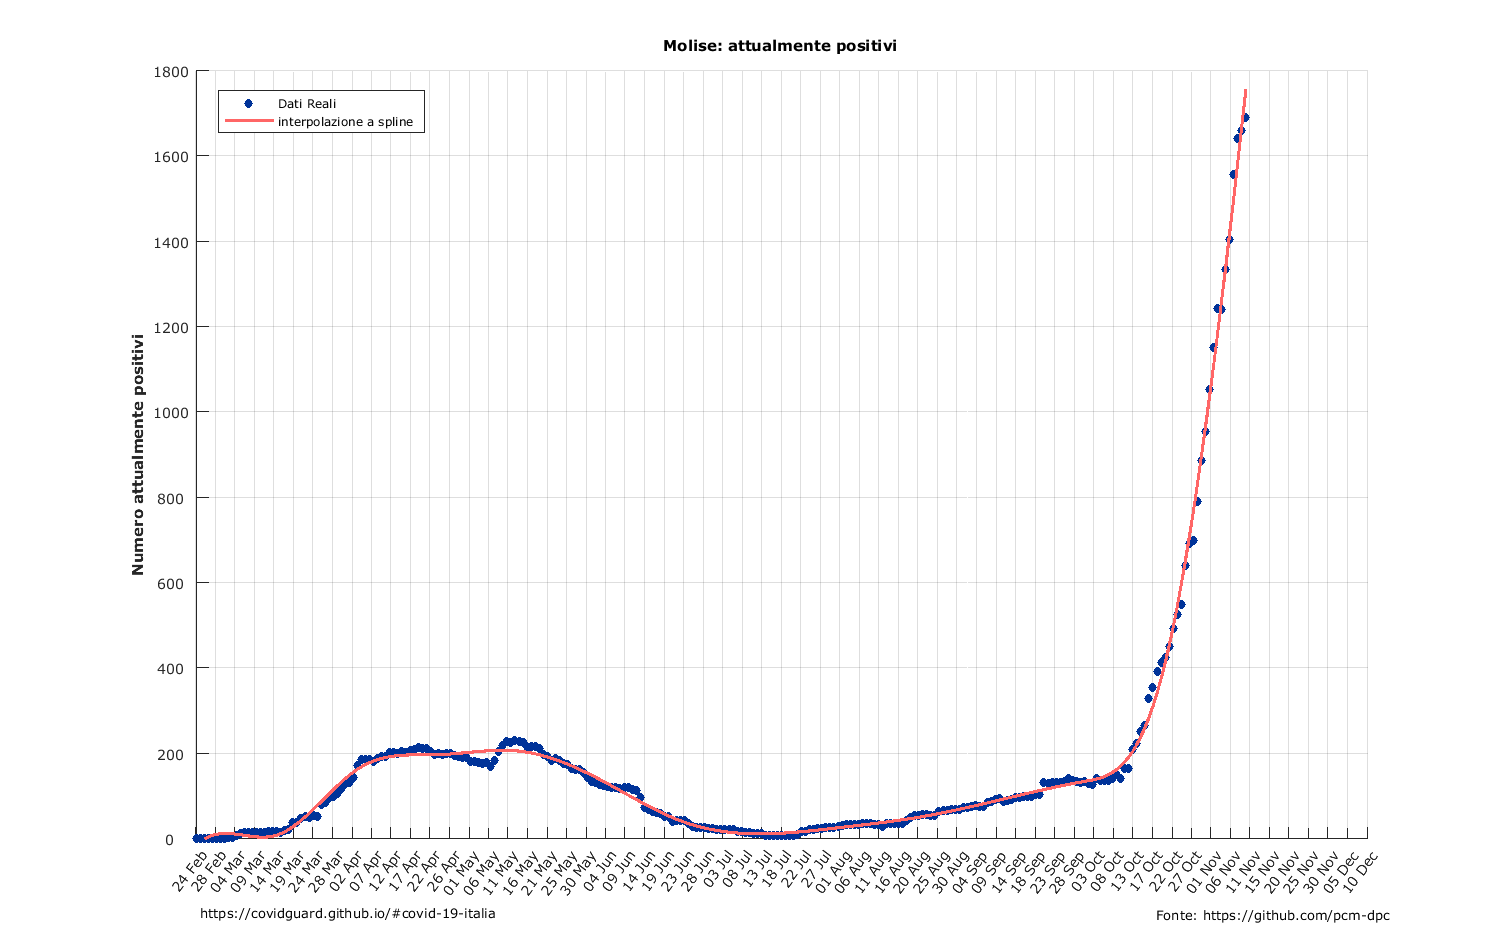 Molise: attualmente positivi
1800
1600
1400
1200
1000
800
600
400
200
0
Numero attualmente positivi
Dati Reali
interpolazione a spline
24 Feb
28 Feb
04 Mar
09 Mar
14 Mar
19 Mar
24 Mar
28 Mar
02 Apr
07 Apr
12 Apr
17 Apr
22 Apr
26 Apr
01 May
06 May
11 May
16 May
21 May
25 May
30 May
04 Jun
09 Jun
14 Jun
19 Jun
23 Jun
28 Jun
03 Jul
08 Jul
13 Jul
18 Jul
22 Jul
27 Jul
01 Aug
06 Aug
11 Aug
16 Aug
20 Aug
25 Aug
30 Aug
04 Sep
09 Sep
14 Sep
18 Sep
23 Sep
28 Sep
03 Oct
08 Oct
13 Oct
17 Oct
22 Oct
27 Oct
01 Nov
06 Nov
11 Nov
15 Nov
20 Nov
25 Nov
30 Nov
05 Dec
10 Dec
https://covidguard.github.io/#covid-19-italia
Fonte: https://github.com/pcm-dpc